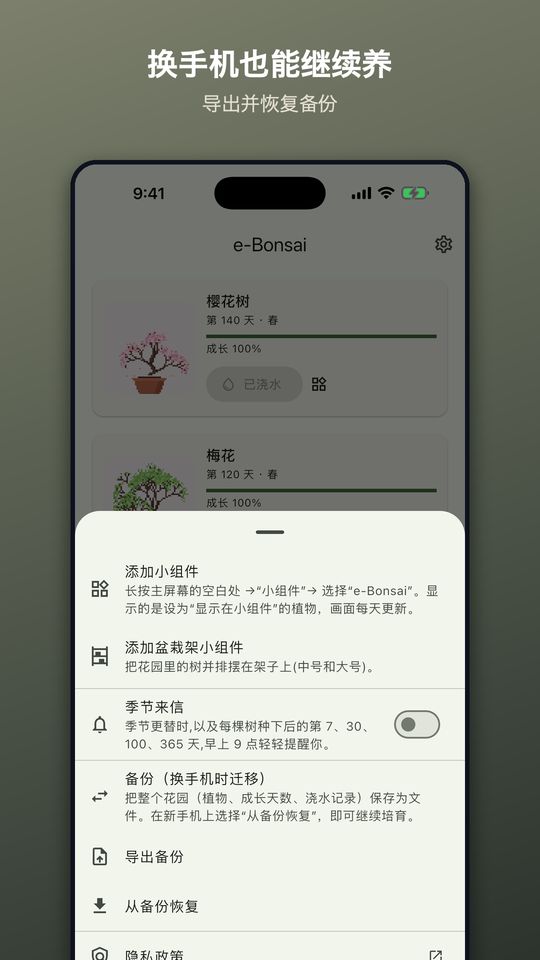 换手机也能继续养
导出并恢复备份
9:41
e-Bonsai
樱花树
第 140 天 · 春
成长 100%
已浇水
梅花
第 120 天 · 春
成长 100%
添加小组件
长按主屏幕的空白处 →“小组件”→ 选择“e-Bonsai”。显
示的是设为“显示在小组件”的植物，画面每天更新。
添加盆栽架小组件
把花园里的树并排摆在架子上(中号和大号)。
季节来信
季节更替时,以及每棵树种下后的第 7、30、
100、365 天,早上 9 点轻轻提醒你。
备份（换手机时迁移）
把整个花园（植物、成长天数、浇水记录）保存为文
件。在新手机上选择“从备份恢复”，即可继续培育。
导出备份
从备份恢复
隐私政策